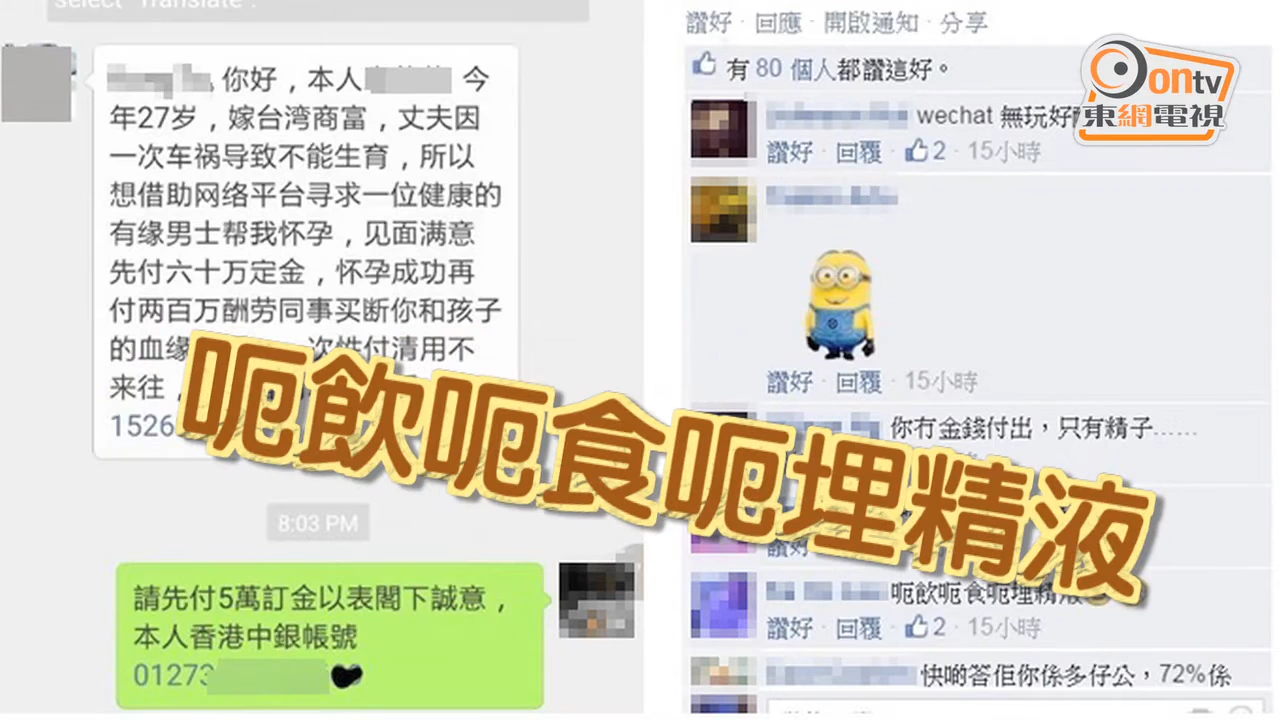 select "Translate".
你好，本人 今
年27岁，嫁台湾商富，丈夫因
一次车祸导致不能生育，所以
想借助网络平台寻求一位健康的
有缘男士帮我怀孕，见面满意
先付六十万定金，怀孕成功再
付两百万酬劳同事买断你和孩子
的血缘 次性付清用不
来往，
1526
8:03 PM
請先付5萬訂金以表閣下誠意，
本人香港中銀帳號
01273
讚好 · 回應 · 開啟通知 · 分享
有 80 個人都讚這好。
wechat 無玩好
讚好 · 回覆 · 2 · 15小時
讚好 · 回覆 · 15小時
你冇金錢付出，只有精子......
讚好
呃飲呃食呃埋精液
讚好 · 回覆 · 2 · 15小時
快啲答佢你係多仔公，72%係
ontv
東網電視
呃飲呃食呃埋精液